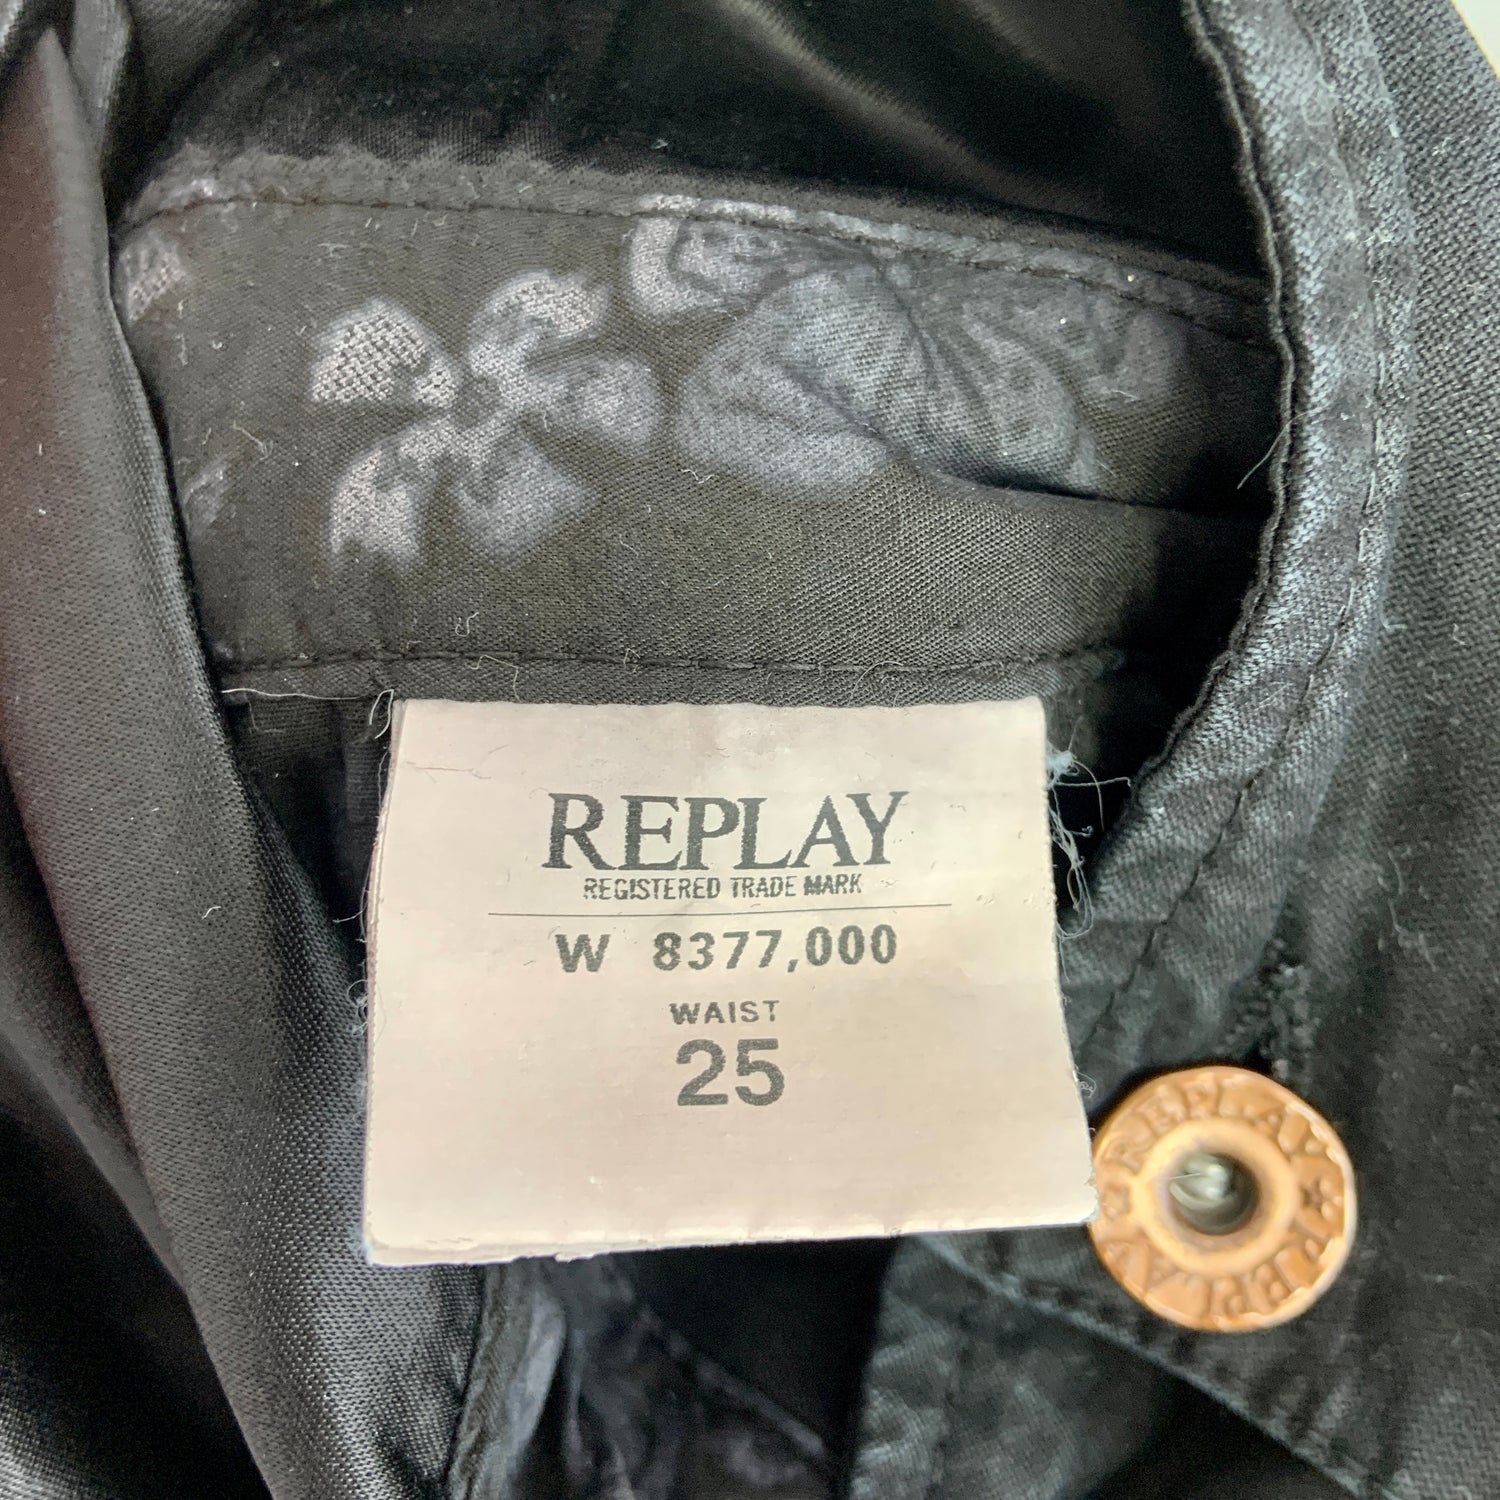 REPLAY
REGISTERED TRADE MARK
W 8377,000
WAIST
25
REPLAY
REPLAY